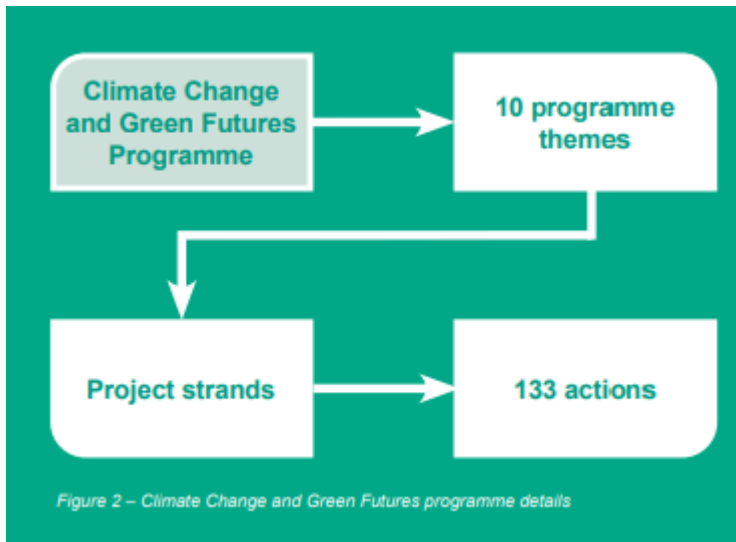 Climate Change
and Green Futures
Programme
10 programme
themes
Project strands
133 actions
Figure 2 – Climate Change and Green Futures programme details